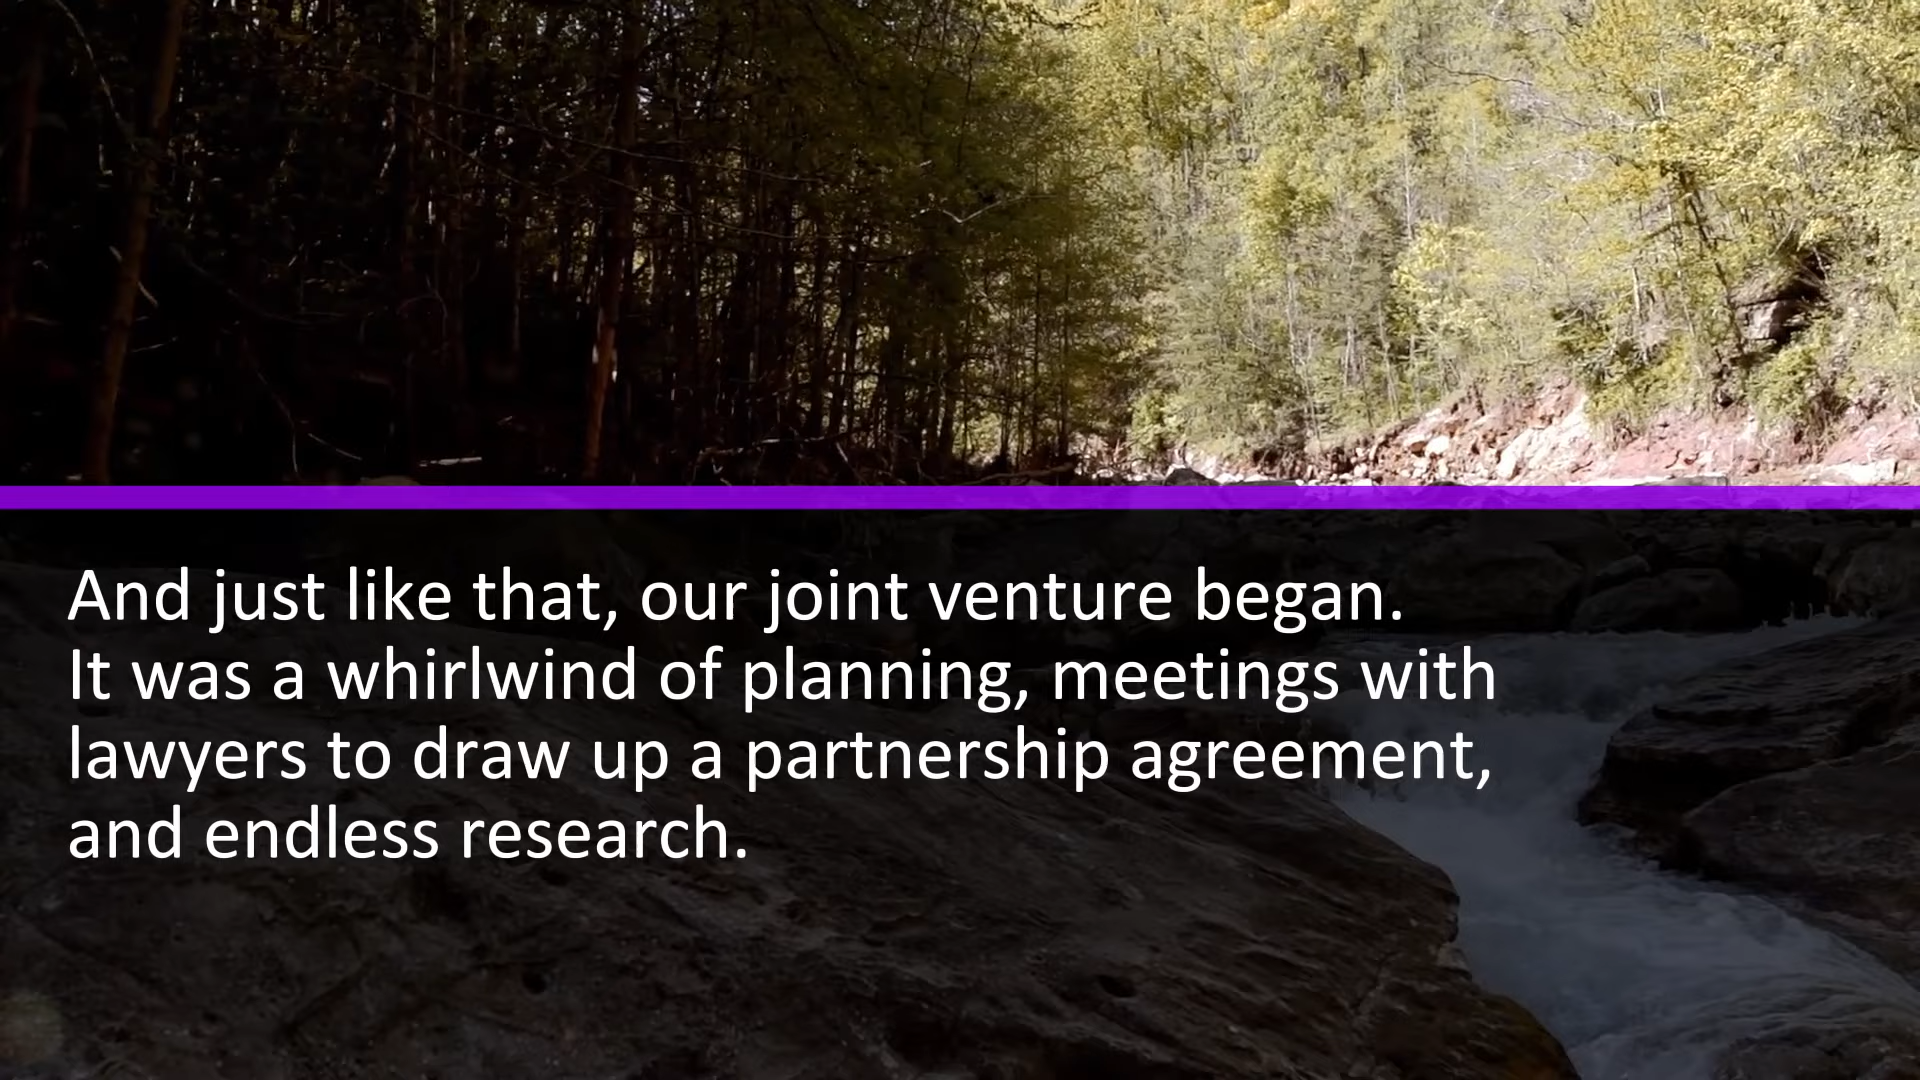 And just like that, our joint venture began.
It was a whirlwind of planning, meetings with
lawyers to draw up a partnership agreement,
and endless research.